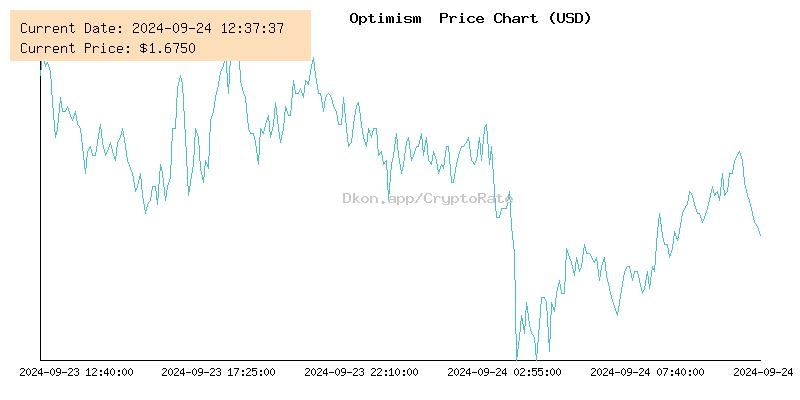 Optimism Price Chart (USD)
Current Date: 2024-09-24 12:37:37
Current Price: $1.6750
Dkon.app/CryptoRate
2024-09-23 12:40:00 2024-09-23 17:25:00 2024-09-23 22:10:00 2024-09-24 02:55:00 2024-09-24 07:40:00 2024-09-24